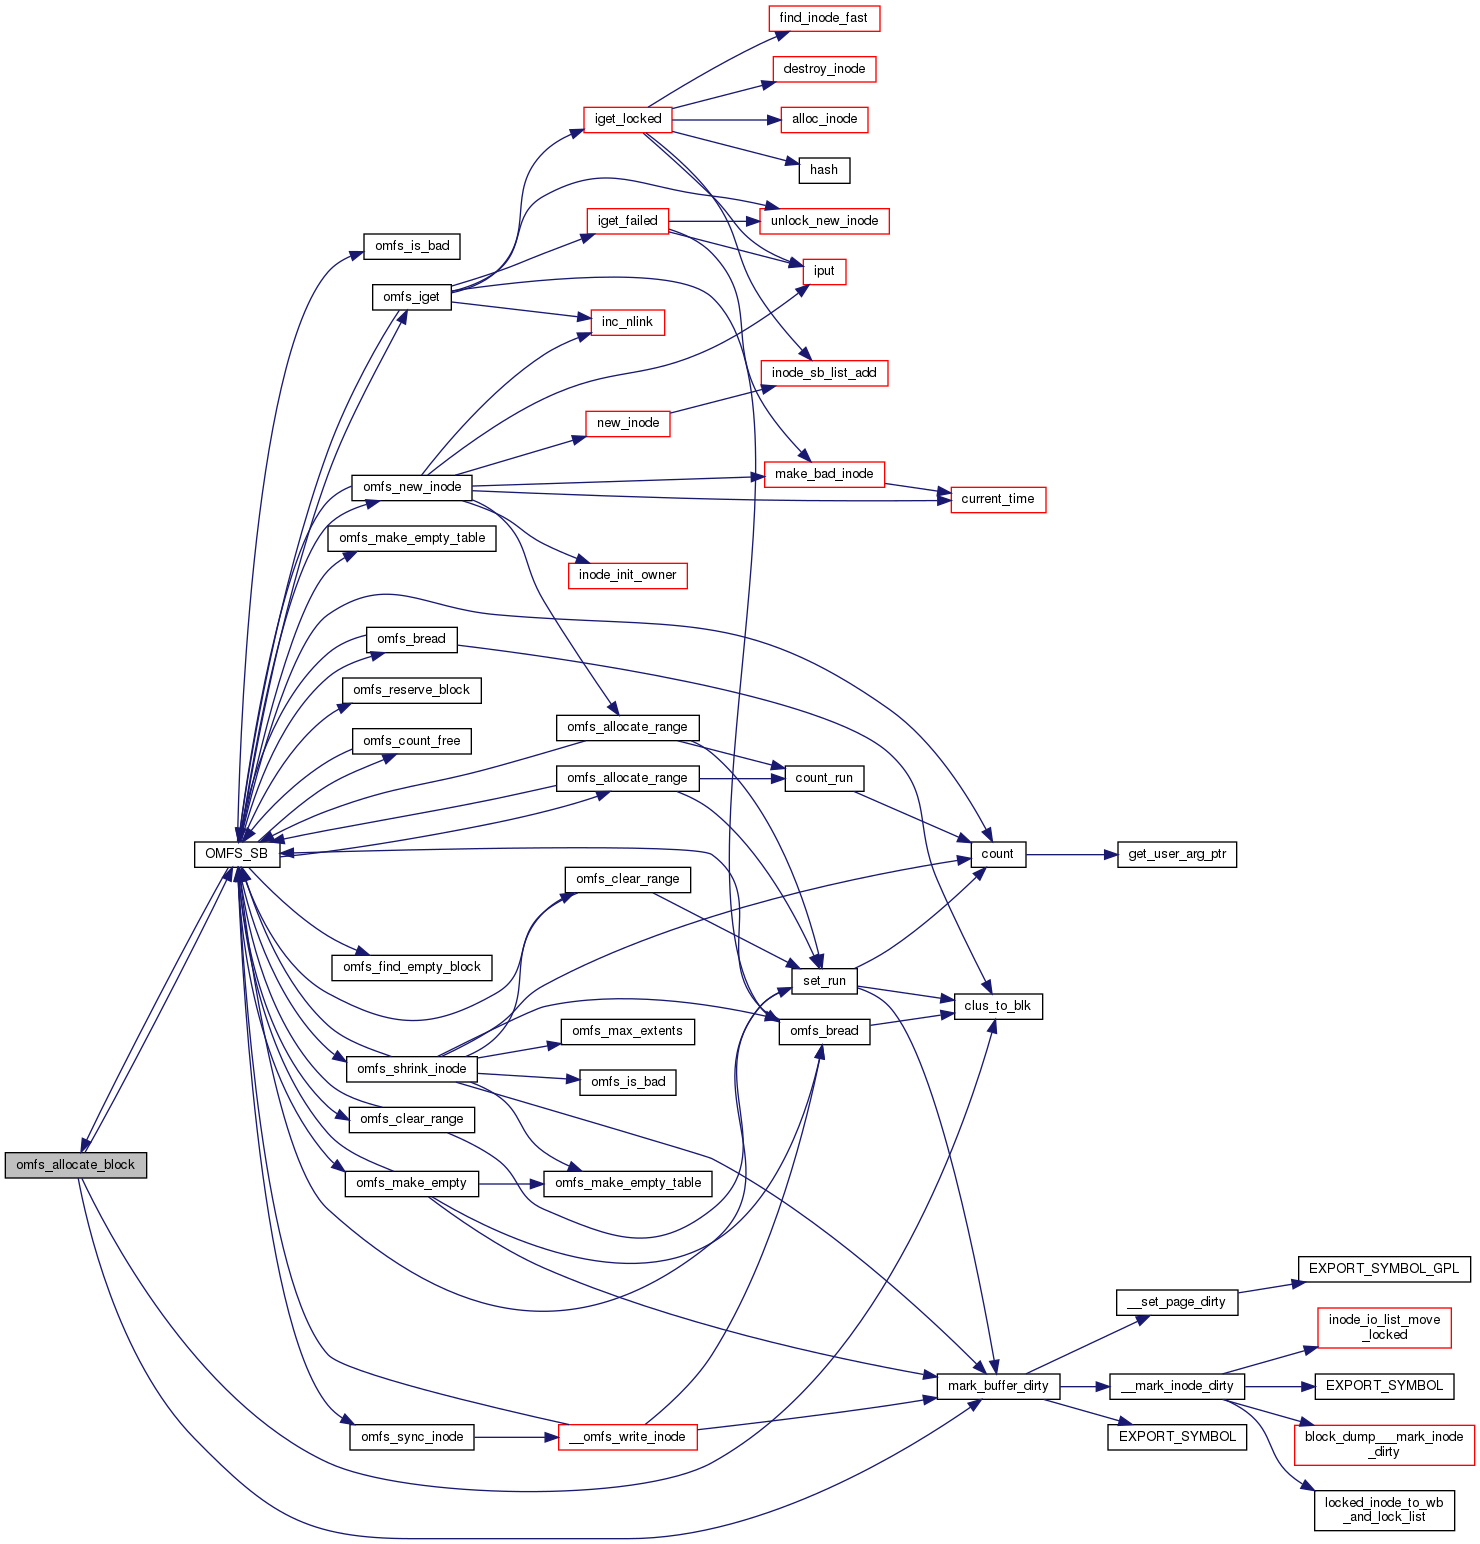 find_inode_fast
destroy_inode
iget_locked
alloc_inode
hash
iget_failed
unlock_new_inode
omfs_is_bad
iput
omfs_iget
inc_nlink
inode_sb_list_add
new_inode
make_bad_inode
omfs_new_inode
current_time
omfs_make_empty_table
inode_init_owner
omfs_bread
omfs_reserve_block
omfs_allocate_range
omfs_count_free
omfs_allocate_range
count_run
OMFS_SB
count
get_user_arg_ptr
omfs_clear_range
omfs_find_empty_block
set_run
clus_to_blk
omfs_max_extents
omfs_bread
omfs_shrink_inode
omfs_is_bad
omfs_clear_range
omfs_allocate_block
omfs_make_empty
omfs_make_empty_table
EXPORT_SYMBOL_GPL
__set_page_dirty
inode_io_list_move
_locked
mark_buffer_dirty
__mark_inode_dirty
EXPORT_SYMBOL
omfs_sync_inode
__omfs_write_inode
EXPORT_SYMBOL
block_dump___mark_inode
_dirty
locked_inode_to_wb
_and_lock_list